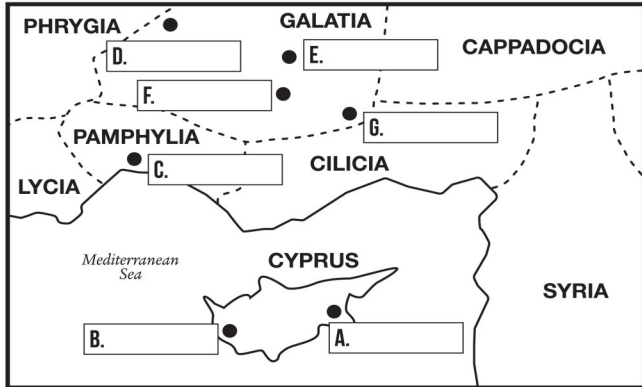 PHRYGIA
GALATIA
CAPPADOCIA
D.
E.
F.
G.
PAMPHYLIA
C.
CILICIA
LYCIA
Mediterranean
Sea
CYPRUS
SYRIA
B.
A.